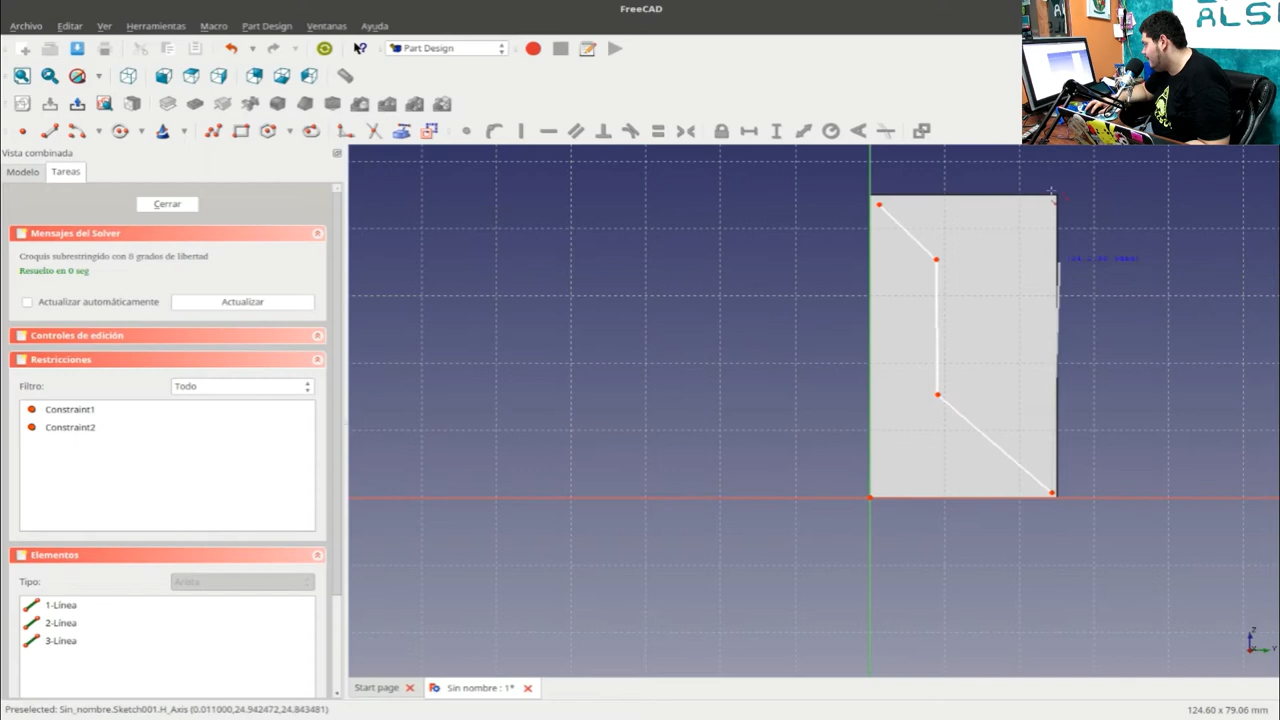 FreeCAD
Archivo Editar Ver Herramientas Macro Part Design Ventanas Ayuda
Part Design
ALS
Vista combinada
Modelo Tareas
Cerrar
Mensajes del Solver
Croquis subrestringido con 8 grados de libertad
Resuelto en 0 seg
Actualizar automáticamente Actualizar
Controles de edición
Restricciones
Filtro: Todo
Constraint1
Constraint2
Elementos
Tipo: Arista
1-Línea
2-Línea
3-Línea
Z
Y
Start page Sin nombre : 1*
Preselected: Sin_nombre.Sketch001.H_Axis (0.011000,24.942472,24.843481) 124.60 x 79.06 mm